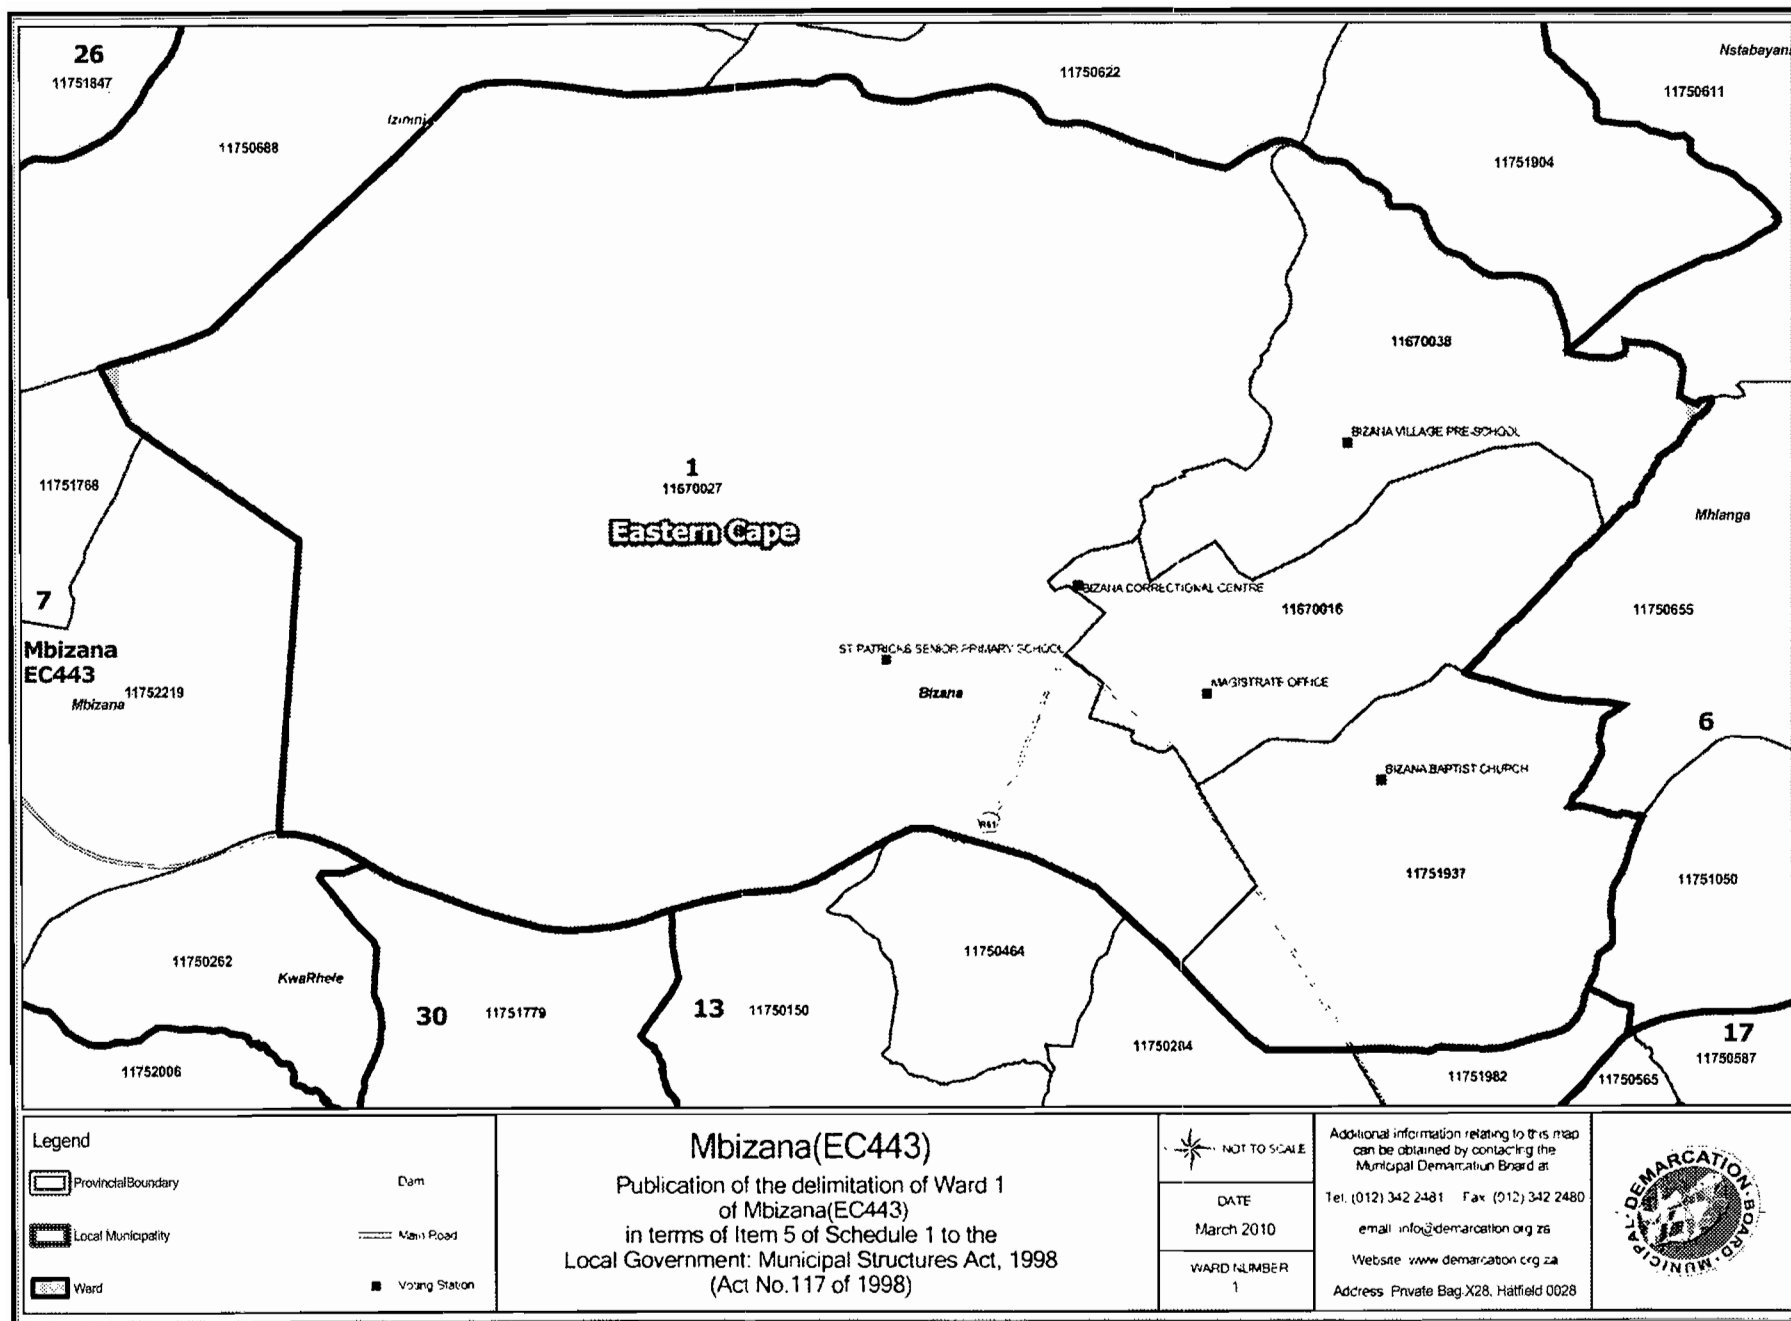 26
11751847
11750622
Nstabayan
11750611
Izimni
11750688
11751904
11670038
BIZANA VILLAGE PRE-SCHOOL
1
11670027
11751768
Eastern Cape
Mhlanga
7
BIZANA CORRECTIONAL CENTRE
11670016
11750655
Mbizana
EC443
11752219
Mbizana
ST PATRICKS SENIOR PRIMARY SCHOOL
Bizana
MAGISTRATE OFFICE
6
BIZANA BAPTIST CHURCH
R61
11751937
11751050
11750262
KwaRhele
11750464
30
11751779
13
11750150
17
11750587
11750284
11752006
11751982
11750565
Legend
Provincial Boundary
Dam
Local Municipality
Main Road
Ward
Voting Station
Mbizana(EC443)
Publication of the delimitation of Ward 1
of Mbizana(EC443)
in terms of Item 5 of Schedule 1 to the
Local Government: Municipal Structures Act, 1998
(Act No.117 of 1998)
NOT TO SCALE
DATE
March 2010
WARD NUMBER
1
Additional information relating to this map
can be obtained by contacting the
Municipal Demarcation Board at
Tel. (012) 342 2481 Fax (012) 342 2480
email info@demarcation org za
Website www demarcation org za
Address Private Bag X28, Hatfield 0028
MUNICIPAL DEMARCATION BOARD